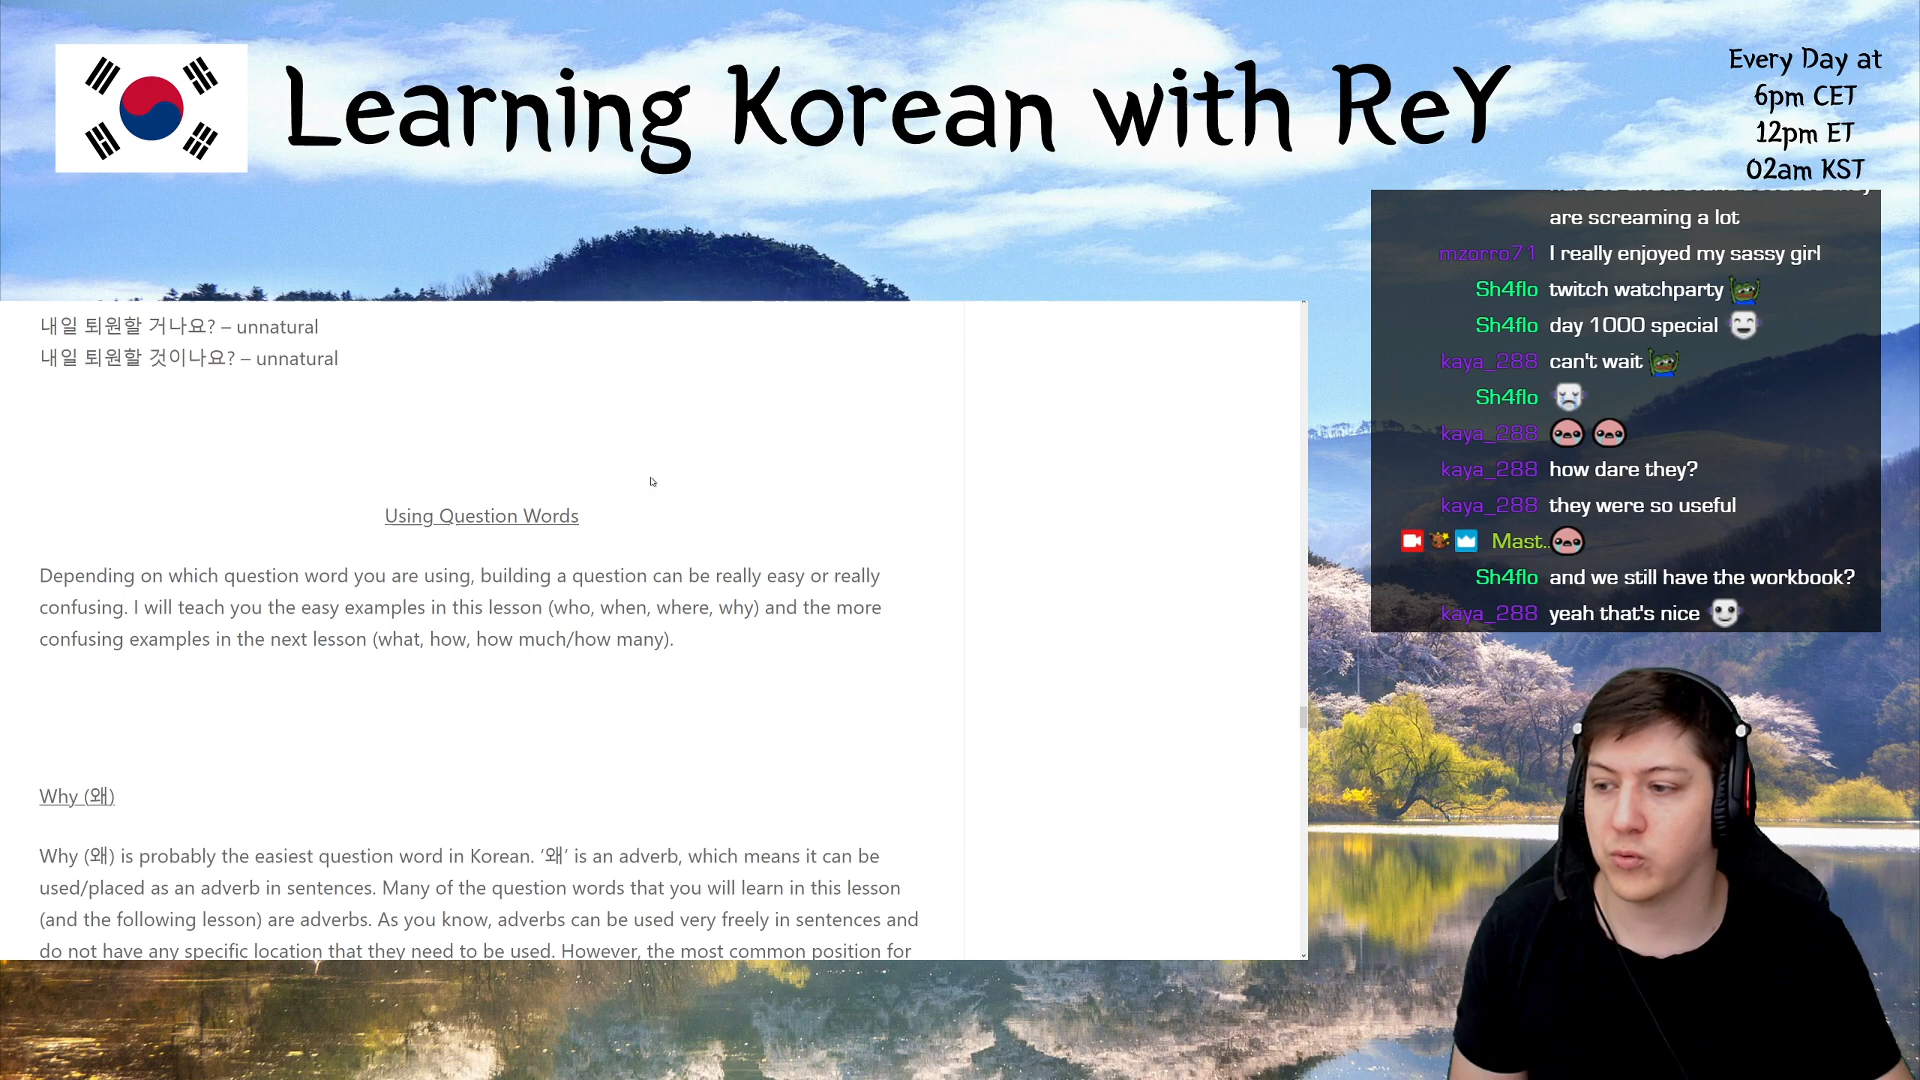 Learning Korean with ReY
Every Day at
6pm CET
12pm ET
02am KST
내일 퇴원할 거나요? – unnatural
내일 퇴원할 것이나요? – unnatural
Using Question Words
Depending on which question word you are using, building a question can be really easy or really
confusing. I will teach you the easy examples in this lesson (who, when, where, why) and the more
confusing examples in the next lesson (what, how, how much/how many).
Why (왜)
Why (왜) is probably the easiest question word in Korean. ‘왜’ is an adverb, which means it can be
used/placed as an adverb in sentences. Many of the question words that you will learn in this lesson
(and the following lesson) are adverbs. As you know, adverbs can be used very freely in sentences and
do not have any specific location that they need to be used. However, the most common position for
are screaming a lot
mzorro71 I really enjoyed my sassy girl
Sh4flo twitch watchparty
Sh4flo day 1000 special
kaya_288 can't wait
Sh4flo
kaya_288
kaya_288 how dare they?
kaya_288 they were so useful
Mast..
Sh4flo and we still have the workbook?
kaya_288 yeah that's nice